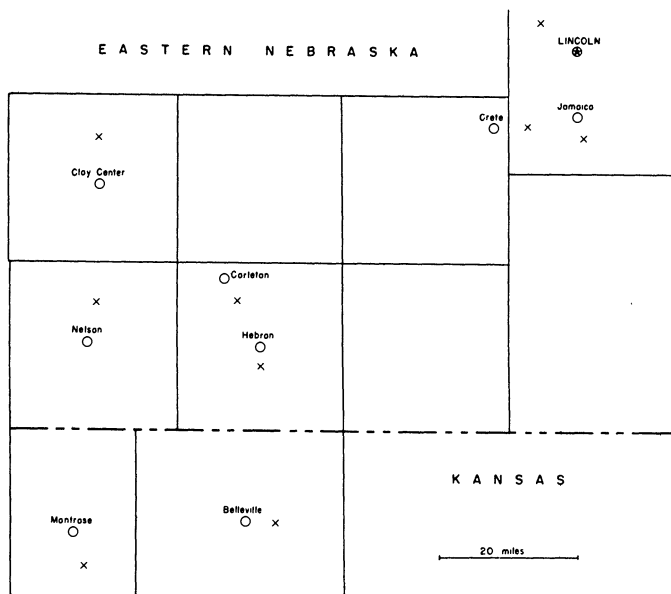 EASTERN NEBRASKA
LINCOLN
Jamaica
Crete
Clay Center
Carleton
Nelson
Hebron
KANSAS
Belleville
Montrose
20 miles